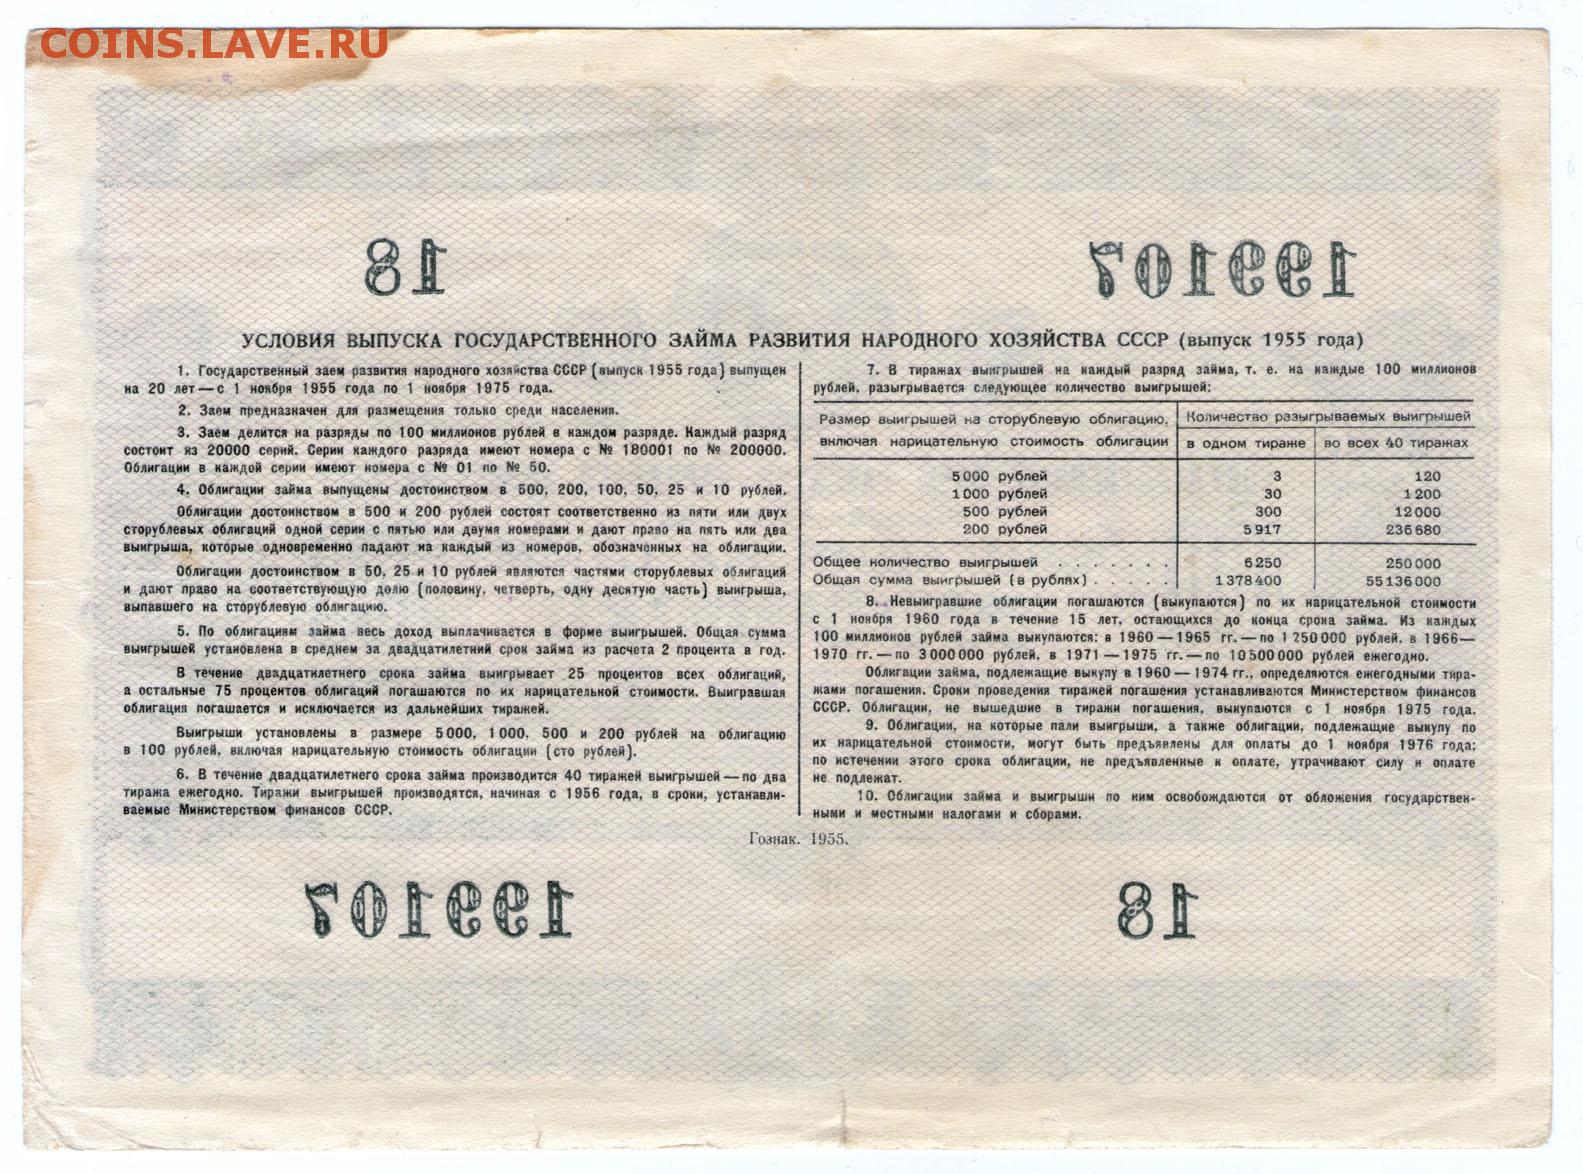 COINS.LAVE.RU
18 199107
УСЛОВИЯ ВЫПУСКА ГОСУДАРСТВЕННОГО ЗАЙМА РАЗВИТИЯ НАРОДНОГО ХОЗЯЙСТВА СССР (выпуск 1955 года)
1. Государственный заем развития народного хозяйства СССР (выпуск 1955 года) выпущен
на 20 лет — с 1 ноября 1955 года по 1 ноября 1975 года.
2. Заем предназначен для размещения только среди населения.
3. Заем делится на разряды по 100 миллионов рублей в каждом разряде. Каждый разряд
состоит из 20000 серий. Серии каждого разряда имеют номера с № 180001 по № 200000.
Облигации в каждой серии имеют номера с № 01 по № 50.
4. Облигации займа выпущены достоинством в 500, 200, 100, 50, 25 и 10 рублей.
Облигации достоинством в 500 и 200 рублей состоят соответственно из пяти или двух
сторублевых облигаций одной серии с пятью или двумя номерами и дают право на пять или два
выигрыша, которые одновременно падают на каждый из номеров, обозначенных на облигации.
Облигации достоинством в 50, 25 и 10 рублей являются частями сторублевых облигаций
и дают право на соответствующую долю (половину, четверть, одну десятую часть) выигрыша,
выпавшего на сторублевую облигацию.
5. По облигациям займа весь доход выплачивается в форме выигрышей. Общая сумма
выигрышей установлена в среднем за двадцатилетний срок займа из расчета 2 процента в год.
В течение двадцатилетнего срока займа выигрывает 25 процентов всех облигаций,
а остальные 75 процентов облигаций погашаются по их нарицательной стоимости. Выигравшая
облигация погашается и исключается из дальнейших тиражей.
Выигрыши установлены в размере 5000, 1000, 500 и 200 рублей на облигацию
в 100 рублей, включая нарицательную стоимость облигации (сто рублей).
6. В течение двадцатилетнего срока займа производится 40 тиражей выигрышей — по два
тиража ежегодно. Тиражи выигрышей производятся, начиная с 1956 года, в сроки, устанавли-
ваемые Министерством финансов СССР.
7. В тиражах выигрышей на каждый разряд займа, т. е. на каждые 100 миллионов
рублей, разыгрывается следующее количество выигрышей:
Размер выигрышей на сторублевую облигацию, Количество разыгрываемых выигрышей
включая нарицательную стоимость облигации в одном тираже во всех 40 тиражах
5000 рублей 3 120
1000 рублей 30 1200
500 рублей 300 12000
200 рублей 5917 236680
Общее количество выигрышей . . . . . . . 6250 250000
Общая сумма выигрышей (в рублях) . . . . . 1378400 55136000
8. Невыигравшие облигации погашаются (выкупаются) по их нарицательной стоимости
с 1 ноября 1960 года в течение 15 лет, остающихся до конца срока займа. Из каждых
100 миллионов рублей займа выкупаются: в 1960 — 1965 гг. — по 1250000 рублей, в 1966—
1970 гг. — по 3000000 рублей, в 1971 — 1975 гг. — по 10500000 рублей ежегодно.
Облигации займа, подлежащие выкупу в 1960 — 1974 гг., определяются ежегодными тира-
жами погашения. Сроки проведения тиражей погашения устанавливаются Министерством финансов
СССР. Облигации, не вышедшие в тиражи погашения, выкупаются с 1 ноября 1975 года.
9. Облигации, на которые пали выигрыши, а также облигации, подлежащие выкупу по
их нарицательной стоимости, могут быть предъявлены для оплаты до 1 ноября 1976 года;
по истечении этого срока облигации, не предъявленные к оплате, утрачивают силу и оплате
не подлежат.
10. Облигации займа и выигрыши по ним освобождаются от обложения государствен-
ными и местными налогами и сборами.
Гознак. 1955.
199107 18